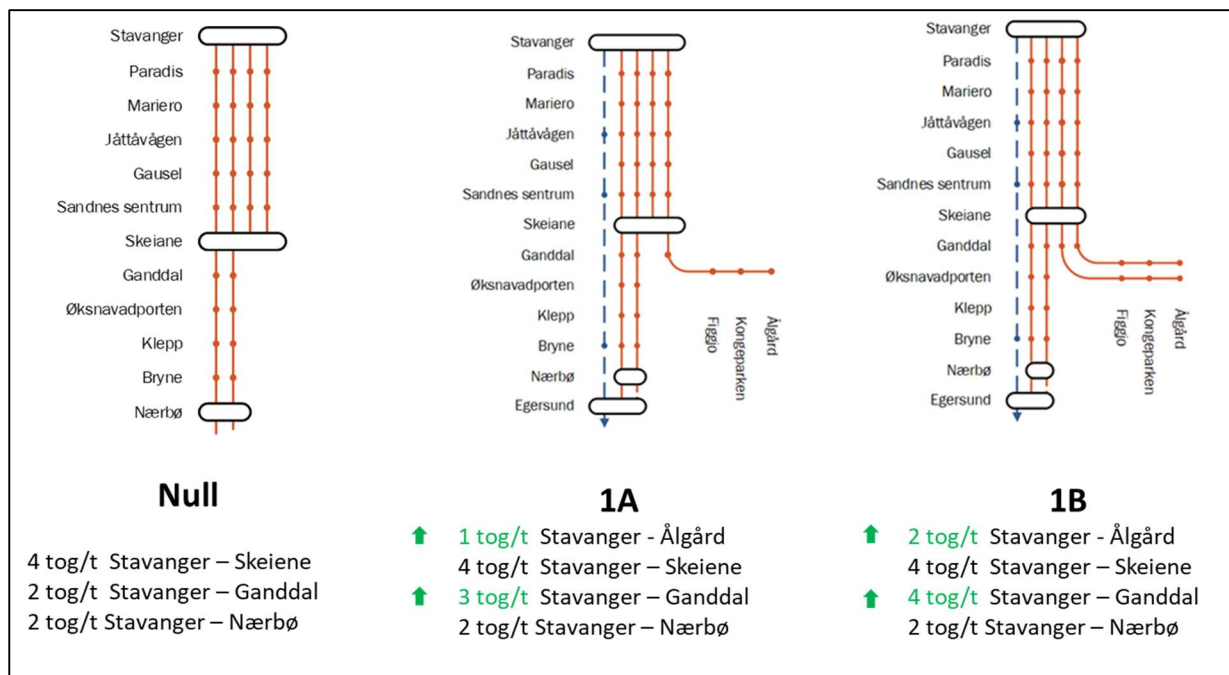 Stavanger
Paradis
Mariero
Jåttåvågen
Gausel
Sandnes sentrum
Skeiane
Ganddal
Øksnavadporten
Klepp
Bryne
Nærbø
Null
4 tog/t Stavanger – Skeiene
2 tog/t Stavanger – Ganddal
2 tog/t Stavanger – Nærbø
Stavanger
Paradis
Mariero
Jåttåvågen
Gausel
Sandnes sentrum
Skeiane
Ganddal
Øksnavadporten
Klepp
Bryne
Nærbø
Egersund
Figgjo
Kongeparken
Ålgård
1A
1 tog/t Stavanger - Ålgård
4 tog/t Stavanger – Skeiene
3 tog/t Stavanger – Ganddal
2 tog/t Stavanger – Nærbø
Stavanger
Paradis
Mariero
Jåttåvågen
Gausel
Sandnes sentrum
Skeiane
Ganddal
Øksnavadporten
Klepp
Bryne
Nærbø
Egersund
Figgjo
Kongeparken
Ålgård
1B
2 tog/t Stavanger - Ålgård
4 tog/t Stavanger – Skeiene
4 tog/t Stavanger – Ganddal
2 tog/t Stavanger – Nærbø